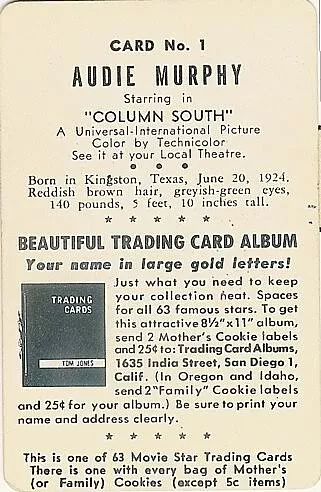 CARD No. 1
AUDIE MURPHY
Starring in
"COLUMN SOUTH"
A Universal-International Picture
Color by Technicolor
See it at your Local Theatre.
• • •
Born in Kingston, Texas, June 20, 1924.
Reddish brown hair, greyish-green eyes,
140 pounds, 5 feet, 10 inches tall.
* * * * *
BEAUTIFUL TRADING CARD ALBUM
Your name in large gold letters!
TRADING
CARDS
TOM JONES
Just what you need to keep
your collection neat. Spaces
for all 63 famous stars. To get
this attractive 8½"x11" album,
send 2 Mother's Cookie labels
and 25¢ to: Trading Card Albums,
1635 India Street, San Diego 1,
Calif. (In Oregon and Idaho,
send 2 "Family" Cookie labels
and 25¢ for your album.) Be sure to print your
name and address clearly.
* * * * *
This is one of 63 Movie Star Trading Cards
There is one with every bag of Mother's
(or Family) Cookies (except 5c items)